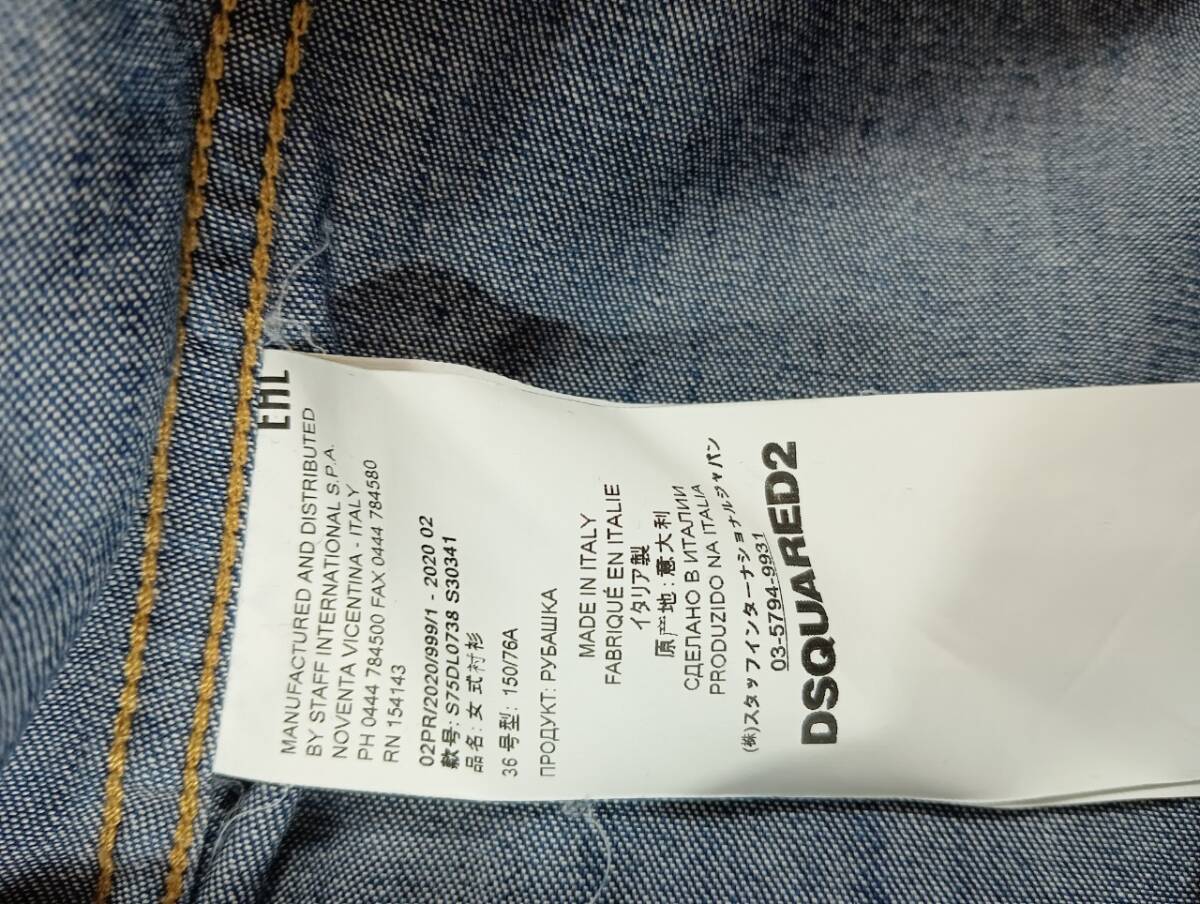 EAC
MANUFACTURED AND DISTRIBUTED
BY STAFF INTERNATIONAL S.P.A.
NOVENTA VICENTINA - ITALY
PH 0444 784500 FAX 0444 784580
RN 154143
02PR/2020/999/1 - 2020 02
款号: S75DL0738 S30341
品名: 女式衬衫
36 号型: 150/76A
ПРОДУКТ: РУБАШКА
MADE IN ITALY
FABRIQUÉ EN ITALIE
イタリア製
原产地: 意大利
СДЕЛАНО В ИТАЛИИ
PRODUZIDO NA ITALIA
(株)スタッフインターナショナルジャパン
03-5794-9931
DSQUARED2